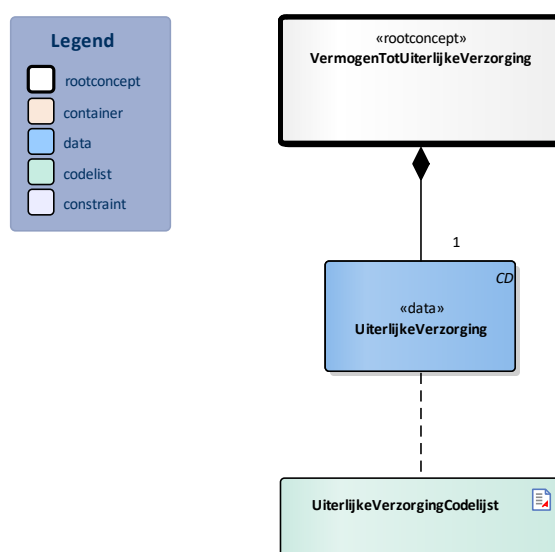 Legend
rootconcept
container
data
codelist
constraint
«rootconcept»
VermogenTotUiterlijkeVerzorging
1
CD
«data»
UiterlijkeVerzorging
UiterlijkeVerzorgingCodelijst